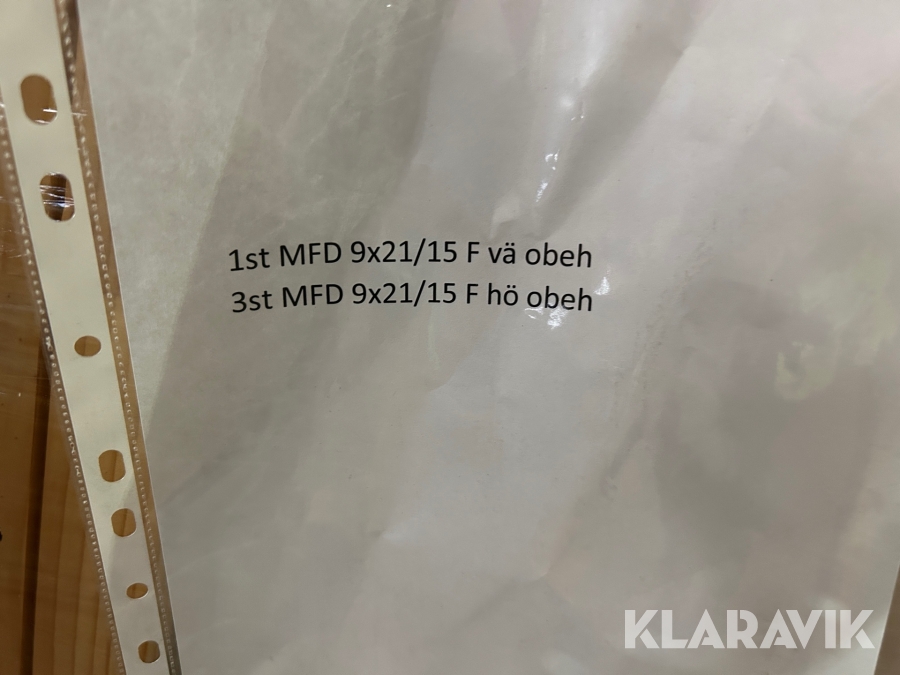 1st MFD 9x21/15 F vä obeh
3st MFD 9x21/15 F hö obeh
KLARAVIK